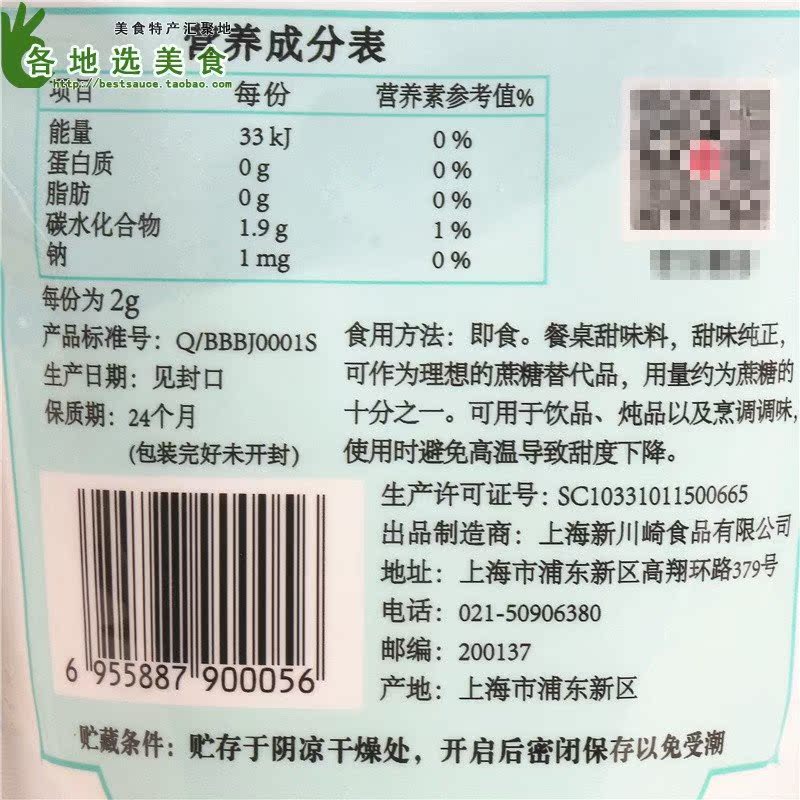 美食特产汇聚地
各地选美食
http://bestsauce.taobao.com
营养成分表
项目 每份 营养素参考值%
能量 33 kJ 0 %
蛋白质 0 g 0 %
脂肪 0 g 0 %
碳水化合物 1.9 g 1 %
钠 1 mg 0 %
每份为 2g
产品标准号：Q/BBBJ0001S
生产日期：见封口
保质期：24个月
(包装完好未开封)
食用方法：即食。餐桌甜味料，甜味纯正，
可作为理想的蔗糖替代品，用量约为蔗糖的
十分之一。可用于饮品、炖品以及烹调调味，
使用时避免高温导致甜度下降。
生产许可证号：SC10331011500665
出品制造商：上海新川崎食品有限公司
地址：上海市浦东新区高翔环路379号
电话：021-50906380
邮编：200137
产地：上海市浦东新区
6 955887 900056
贮藏条件：贮存于阴凉干燥处，开启后密闭保存以免受潮